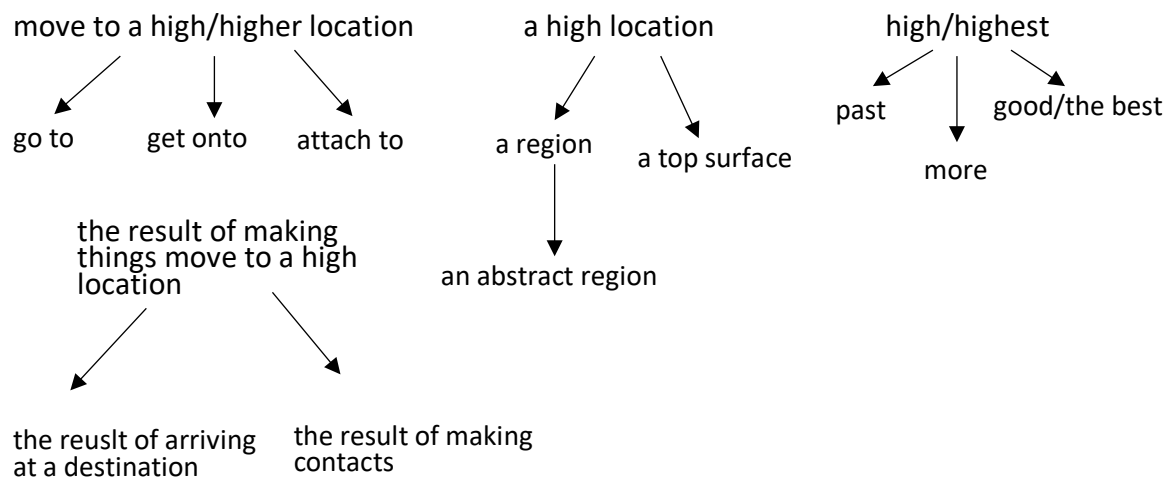 move to a high/higher location
go to
get onto
attach to
the result of making
things move to a high
location
the reuslt of arriving
at a destination
the result of making
contacts
a high location
a region
a top surface
an abstract region
high/highest
past
more
good/the best